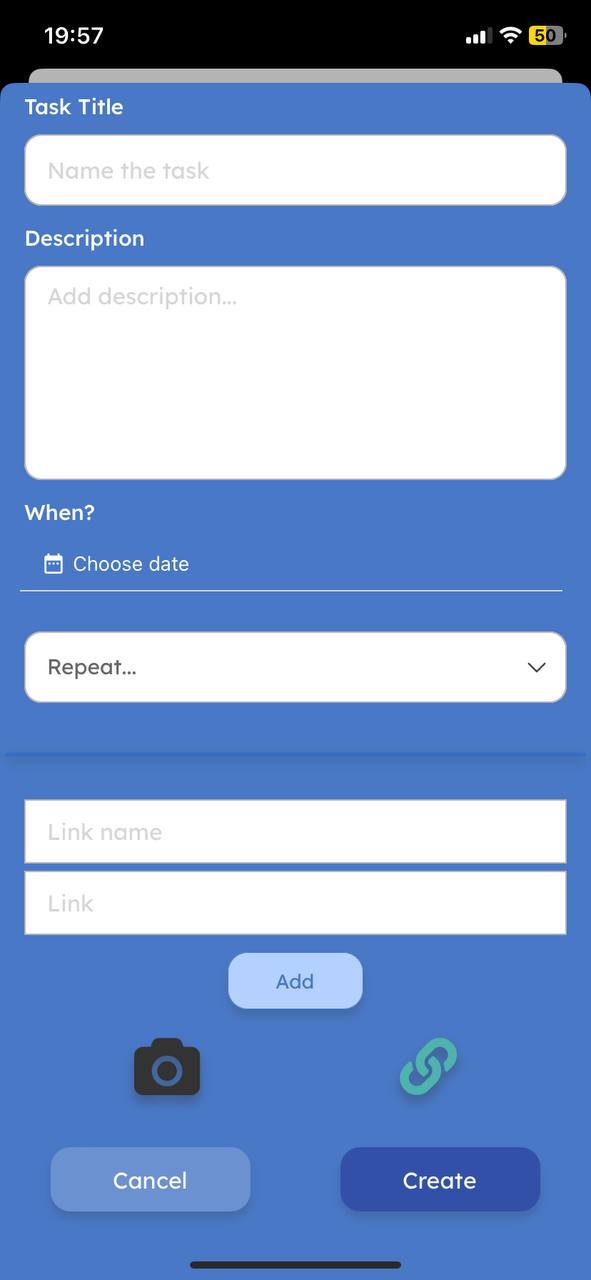 19:57
50
Task Title
Name the task
Description
Add description...
When?
Choose date
Repeat...
Link name
Link
Add
Cancel
Create